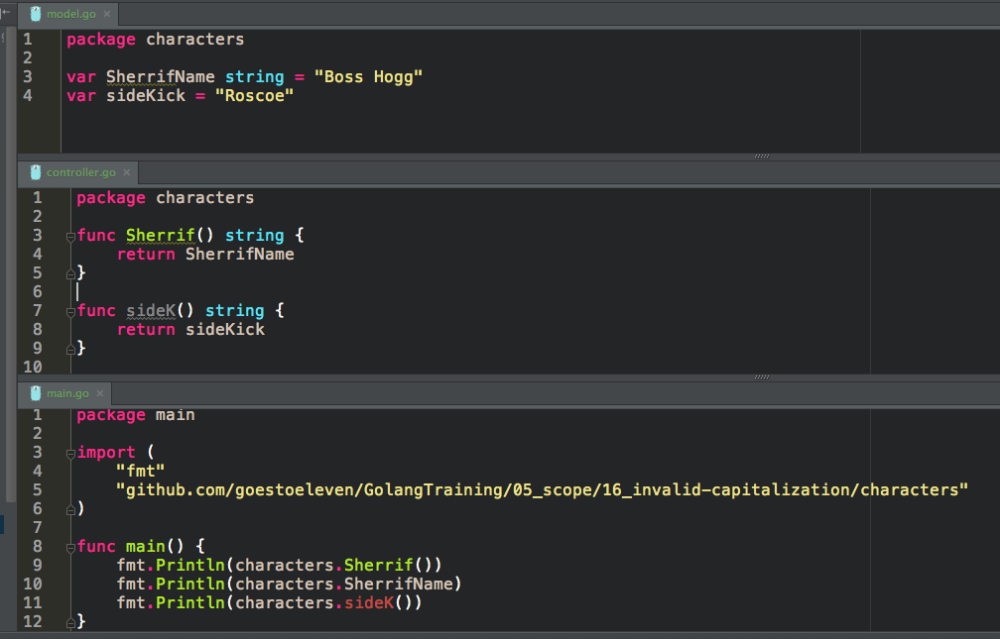 model.go ×
1 package characters
2
3 var SherrifName string = "Boss Hogg"
4 var sideKick = "Roscoe"
controller.go ×
1 package characters
2
3 func Sherrif() string {
4     return SherrifName
5 }
6
7 func sideK() string {
8     return sideKick
9 }
10
main.go ×
1 package main
2
3 import (
4     "fmt"
5     "github.com/goestoeleven/GolangTraining/05_scope/16_invalid-capitalization/characters"
6 )
7
8 func main() {
9     fmt.Println(characters.Sherrif())
10     fmt.Println(characters.SherrifName)
11     fmt.Println(characters.sideK())
12 }